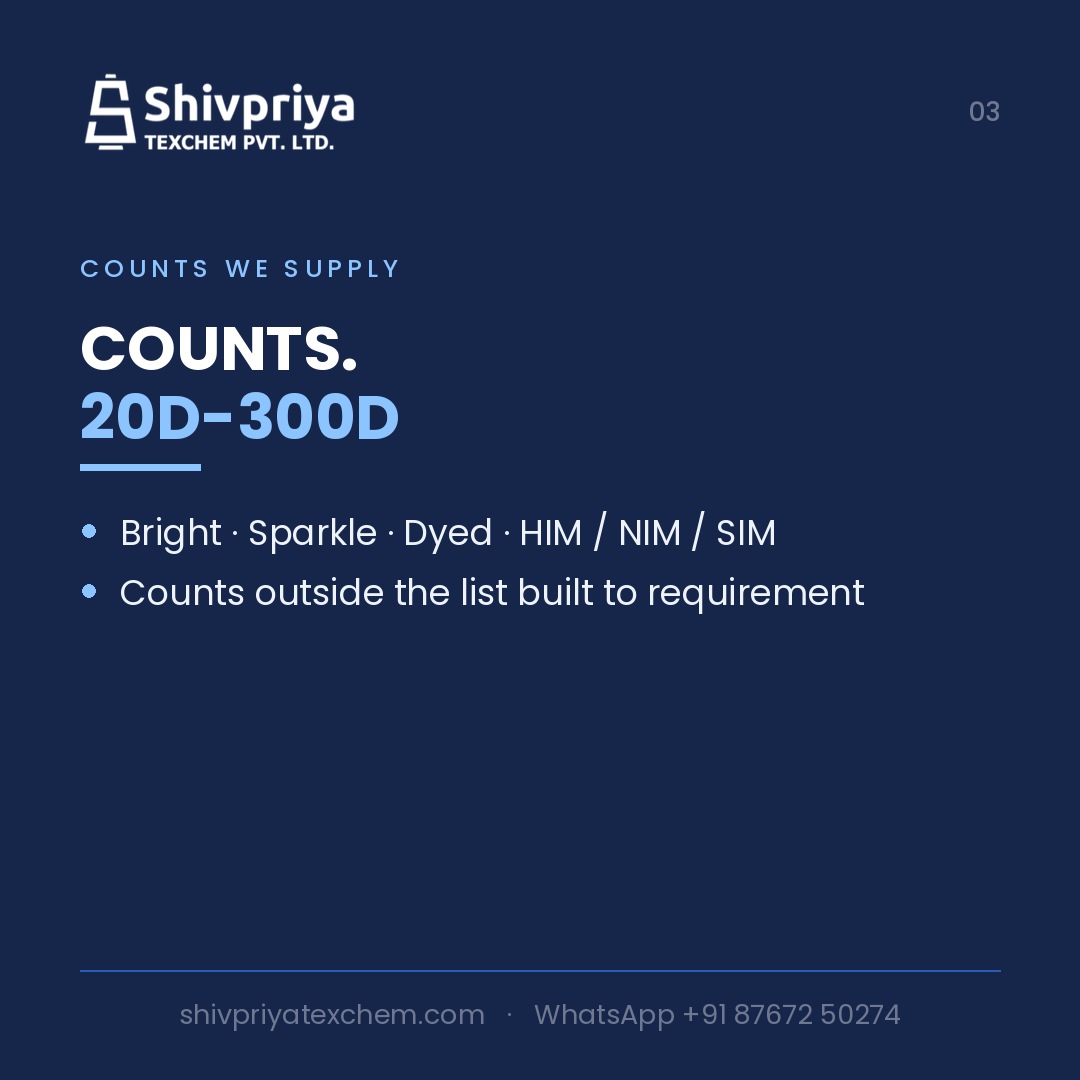 Shivpriya
TEXCHEM PVT. LTD.
03
COUNTS WE SUPPLY
COUNTS.
20D-300D
• Bright · Sparkle · Dyed · HIM / NIM / SIM
• Counts outside the list built to requirement
shivpriyatexchem.com · WhatsApp +91 87672 50274